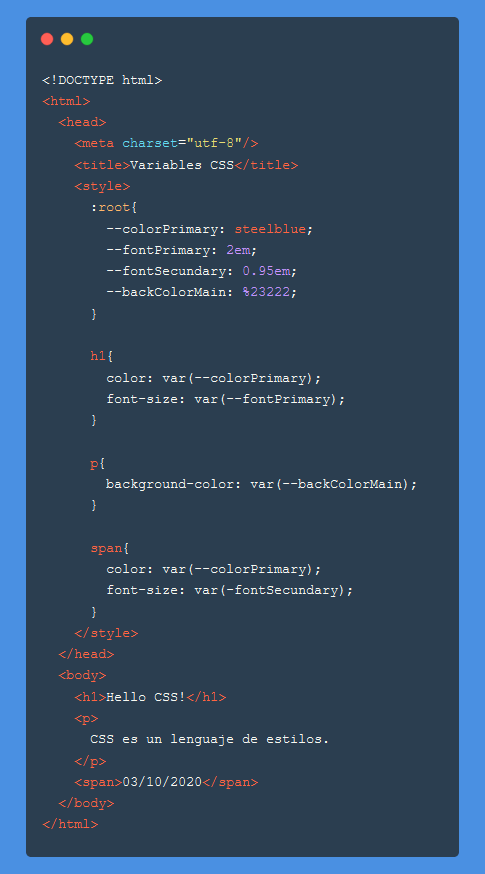 <!DOCTYPE html>
<html>
  <head>
    <meta charset="utf-8"/>
    <title>Variables CSS</title>
    <style>
      :root{
        --colorPrimary: steelblue;
        --fontPrimary: 2em;
        --fontSecundary: 0.95em;
        --backColorMain: %23222;
      }

      h1{
        color: var(--colorPrimary);
        font-size: var(--fontPrimary);
      }

      p{
        background-color: var(--backColorMain);
      }

      span{
        color: var(--colorPrimary);
        font-size: var(-fontSecundary);
      }
    </style>
  </head>
  <body>
    <h1>Hello CSS!</h1>
    <p>
      CSS es un lenguaje de estilos.
    </p>
    <span>03/10/2020</span>
  </body>
</html>